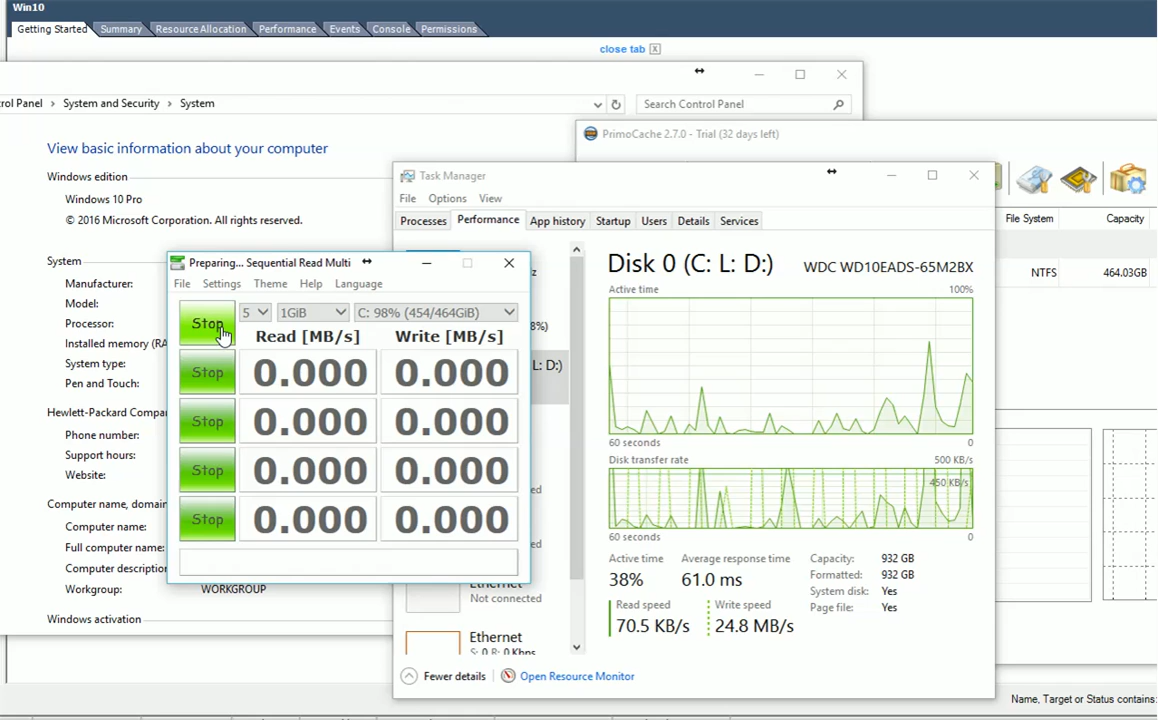 Win10
Getting Started Summary Resource Allocation Performance Events Console Permissions
close tab X
rol Panel > System and Security > System
Search Control Panel
View basic information about your computer
Windows edition
Windows 10 Pro
© 2016 Microsoft Corporation. All rights reserved.
System
Manufacturer:
Model:
Processor:
Installed memory (RA
System type:
Pen and Touch:
Hewlett-Packard Compa
Phone number:
Support hours:
Website:
Computer name, domain
Computer name:
Full computer name:
Computer description
Workgroup:
WORKGROUP
Windows activation
PrimoCache 2.7.0 - Trial (32 days left)
File System Capacity
NTFS 464.03GB
Name, Target or Status contains:
Task Manager
File Options View
Processes Performance App history Startup Users Details Services
z
8%)
L: D:)
ed
ed
Ethernet
Not connected
Ethernet
S: 0 R: 0 Kbps
Disk 0 (C: L: D:) WDC WD10EADS-65M2BX
Active time 100%
60 seconds 0
Disk transfer rate 500 KB/s
450 KB/s
60 seconds 0
Active time
38%
Average response time
61.0 ms
Read speed
70.5 KB/s
Write speed
24.8 MB/s
Capacity: 932 GB
Formatted: 932 GB
System disk: Yes
Page file: Yes
Fewer details Open Resource Monitor
Preparing... Sequential Read Multi
File Settings Theme Help Language
Stop 5 1GiB C: 98% (454/464GiB)
Read [MB/s] Write [MB/s]
Stop 0.000 0.000
Stop 0.000 0.000
Stop 0.000 0.000
Stop 0.000 0.000